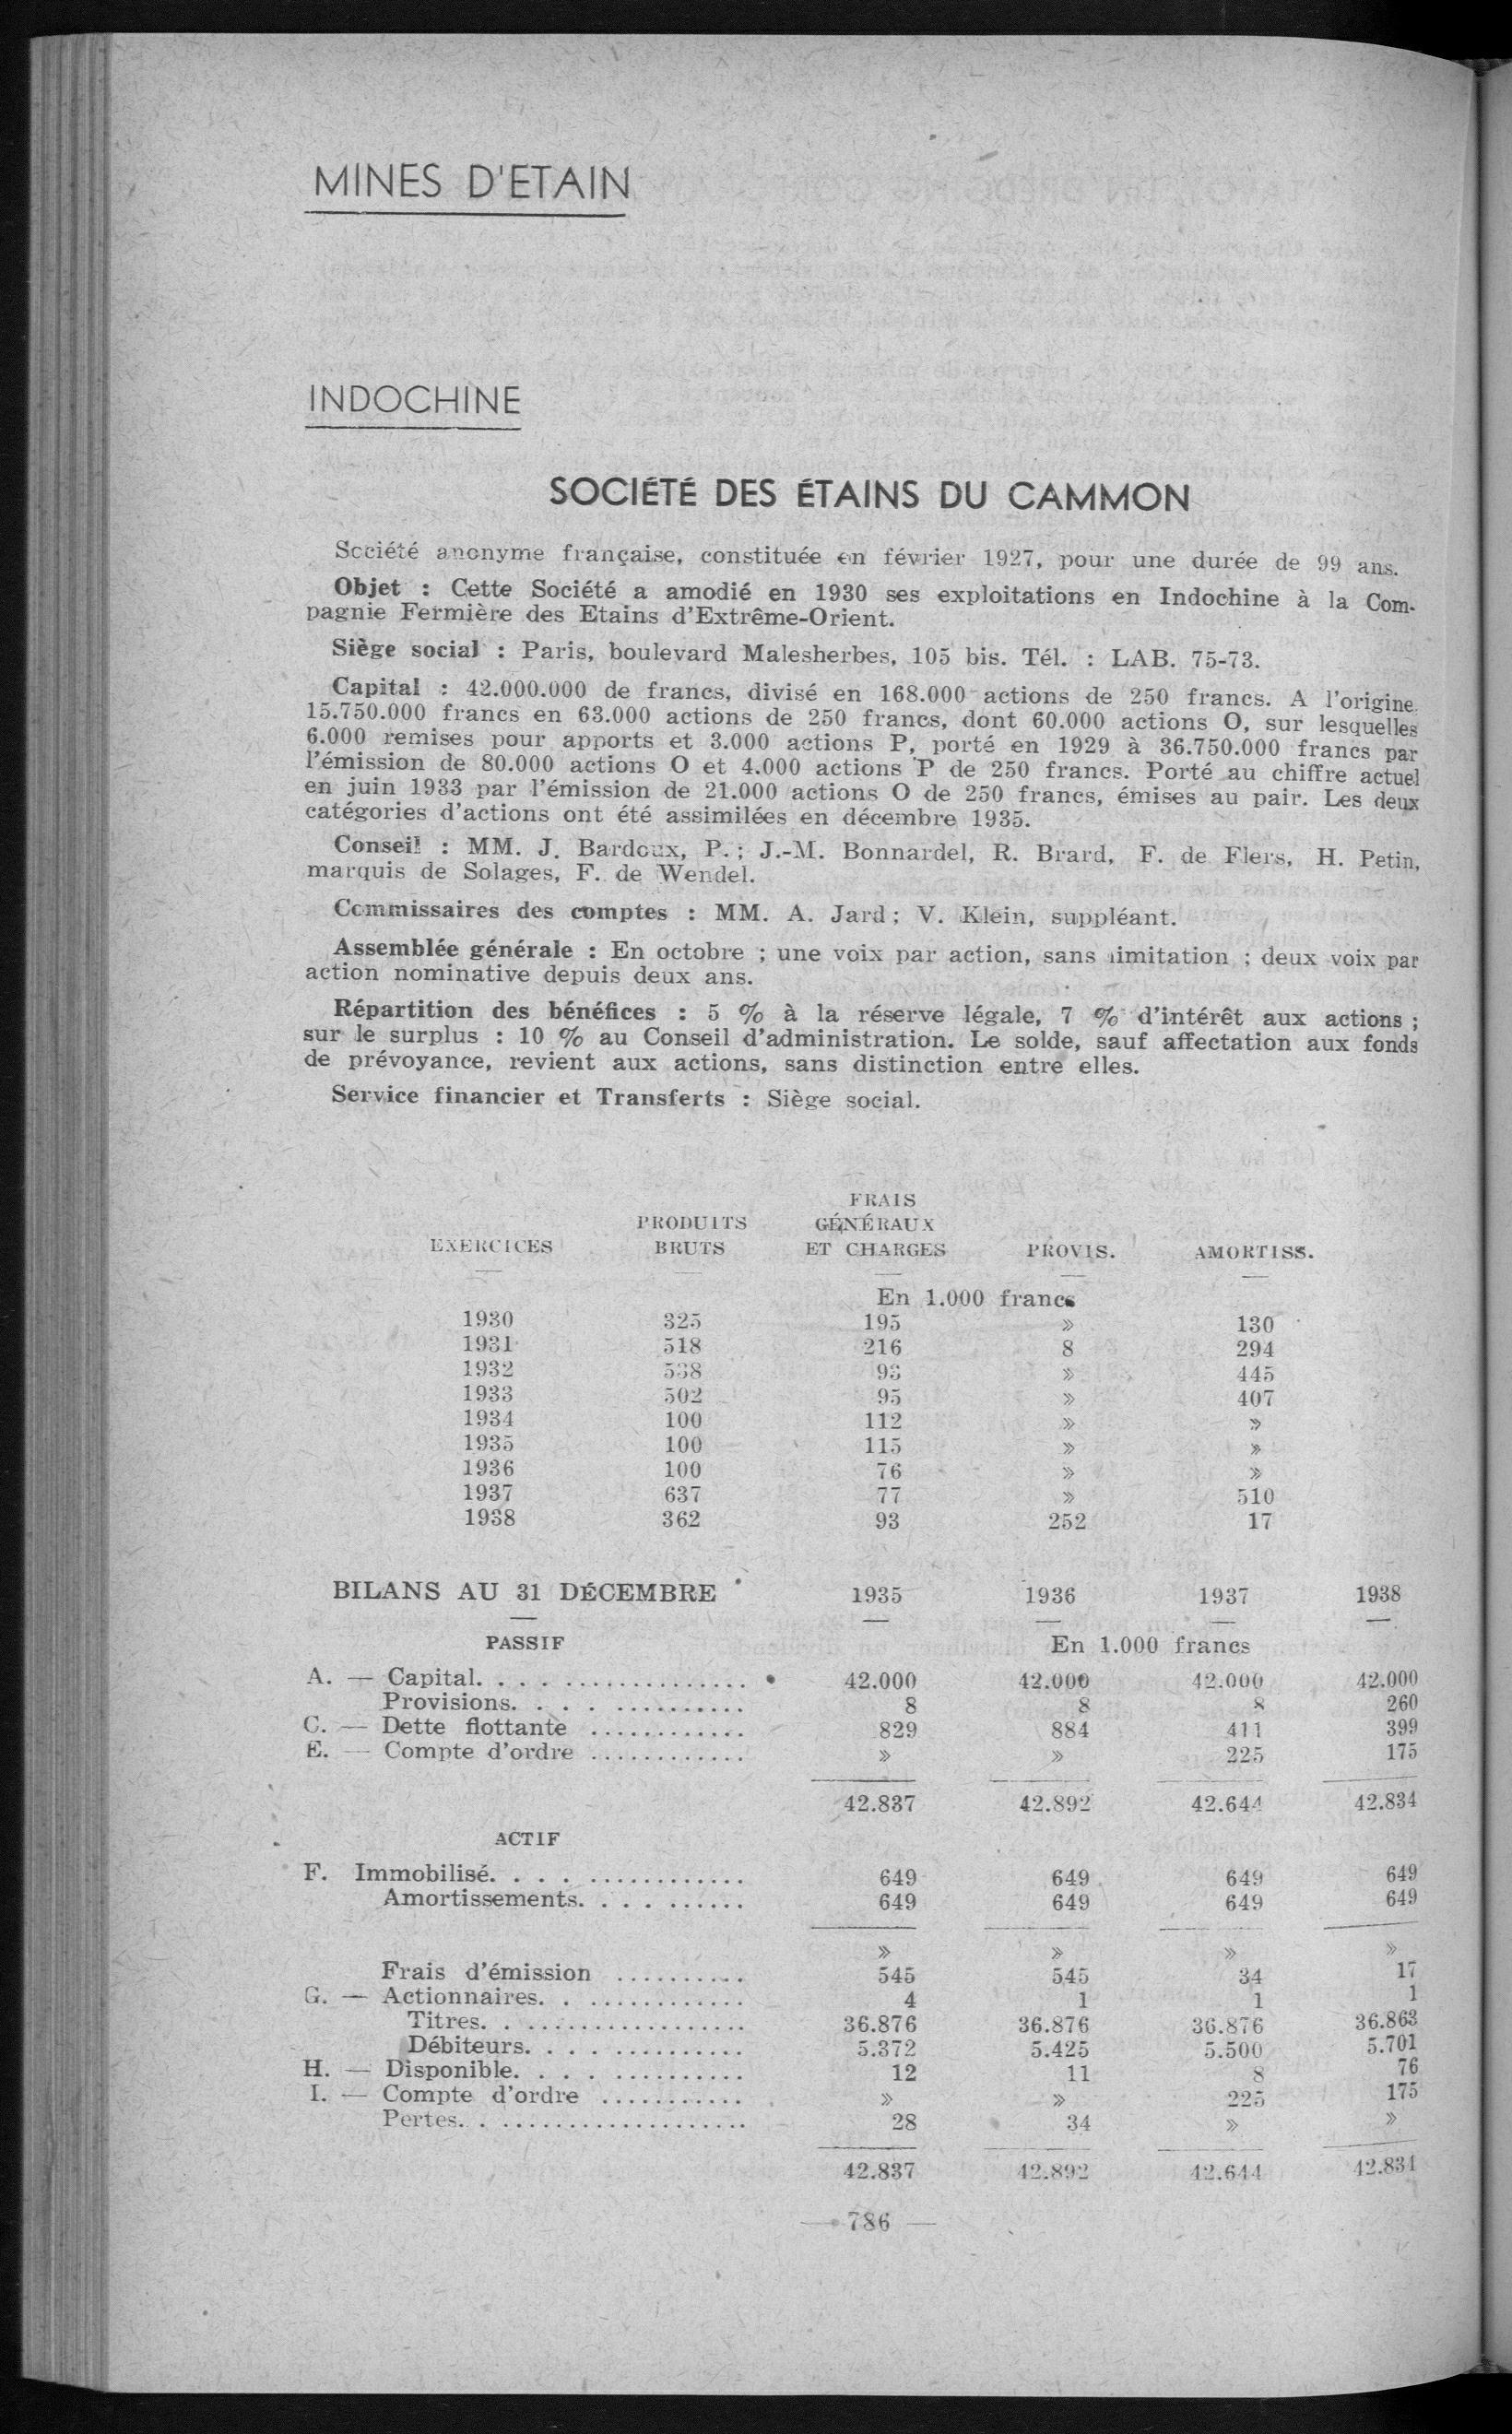 MINES D'ETAIN
INDOCHINE
SOCIÉTÉ DES ÉTAINS DU CAMMON
Société anonyme française, constituée en février 1927, pour une durée de 99 ans.
Objet : Cette Société a amodié en 1930 ses exploitations en Indochine à la Com-
pagnie Fermière des Etains d'Extrême-Orient.
Siège social : Paris, boulevard Malesherbes, 105 bis. Tél. : LAB. 75-73.
Capital : 42.000.000 de francs, divisé en 168.000 actions de 250 francs. A l'origine
15.750.000 francs en 63.000 actions de 250 francs, dont 60.000 actions O, sur lesquelles
6.000 remises pour apports et 3.000 actions P, porté en 1929 à 36.750.000 francs par
l'émission de 80.000 actions O et 4.000 actions P de 250 francs. Porté au chiffre actuel
en juin 1933 par l'émission de 21.000 actions O de 250 francs, émises au pair. Les deux
catégories d'actions ont été assimilées en décembre 1935.
Conseil : MM. J. Bardoux, P. ; J.-M. Bonnardel, R. Brard, F. de Flers, H. Petin,
marquis de Solages, F. de Wendel.
Commissaires des comptes : MM. A. Jard ; V. Klein, suppléant.
Assemblée générale : En octobre ; une voix par action, sans limitation ; deux voix par
action nominative depuis deux ans.
Répartition des bénéfices : 5 % à la réserve légale, 7 % d'intérêt aux actions ;
sur le surplus : 10 % au Conseil d'administration. Le solde, sauf affectation aux fonds
de prévoyance, revient aux actions, sans distinction entre elles.
Service financier et Transferts : Siège social.
FRAIS
PRODUITS GÉNÉRAUX
EXERCICES BRUTS ET CHARGES PROVIS. AMORTISS.
En 1.000 francs
1930 325 195 » 130
1931 518 216 8 294
1932 538 93 » 445
1933 502 95 » 407
1934 100 112 » »
1935 100 115 » »
1936 100 76 » »
1937 637 77 » 510
1938 362 93 252 17
BILANS AU 31 DÉCEMBRE 1935 1936 1937 1938
PASSIF En 1.000 francs
A. — Capital. . . . . . . . . . . . . . . . . . 42.000 42.000 42.000 42.000
Provisions. . . . . . . . . . . . . . . 8 8 8 260
C. — Dette flottante . . . . . . . . . . . . 829 884 411 399
E. — Compte d'ordre . . . . . . . . . . . . » » 225 175
42.837 42.892 42.644 42.834
ACTIF
F. Immobilisé. . . . . . . . . . . . . . . . . 649 649 649 649
Amortissements. . . . . . . . . . . 649 649 649 649
» » » »
Frais d'émission . . . . . . . . . . 545 545 34 17
G. — Actionnaires. . . . . . . . . . . . . . . 4 1 1 1
Titres. . . . . . . . . . . . . . . . . . . 36.876 36.876 36.876 36.863
Débiteurs. . . . . . . . . . . . . . . 5.372 5.425 5.500 5.701
H. — Disponible. . . . . . . . . . . . . . . 12 11 8 76
I. — Compte d'ordre . . . . . . . . . . . » » 225 175
Pertes. . . . . . . . . . . . . . . . . . . . . 28 34 » »
42.837 42.892 42.644 42.834
— 786 —